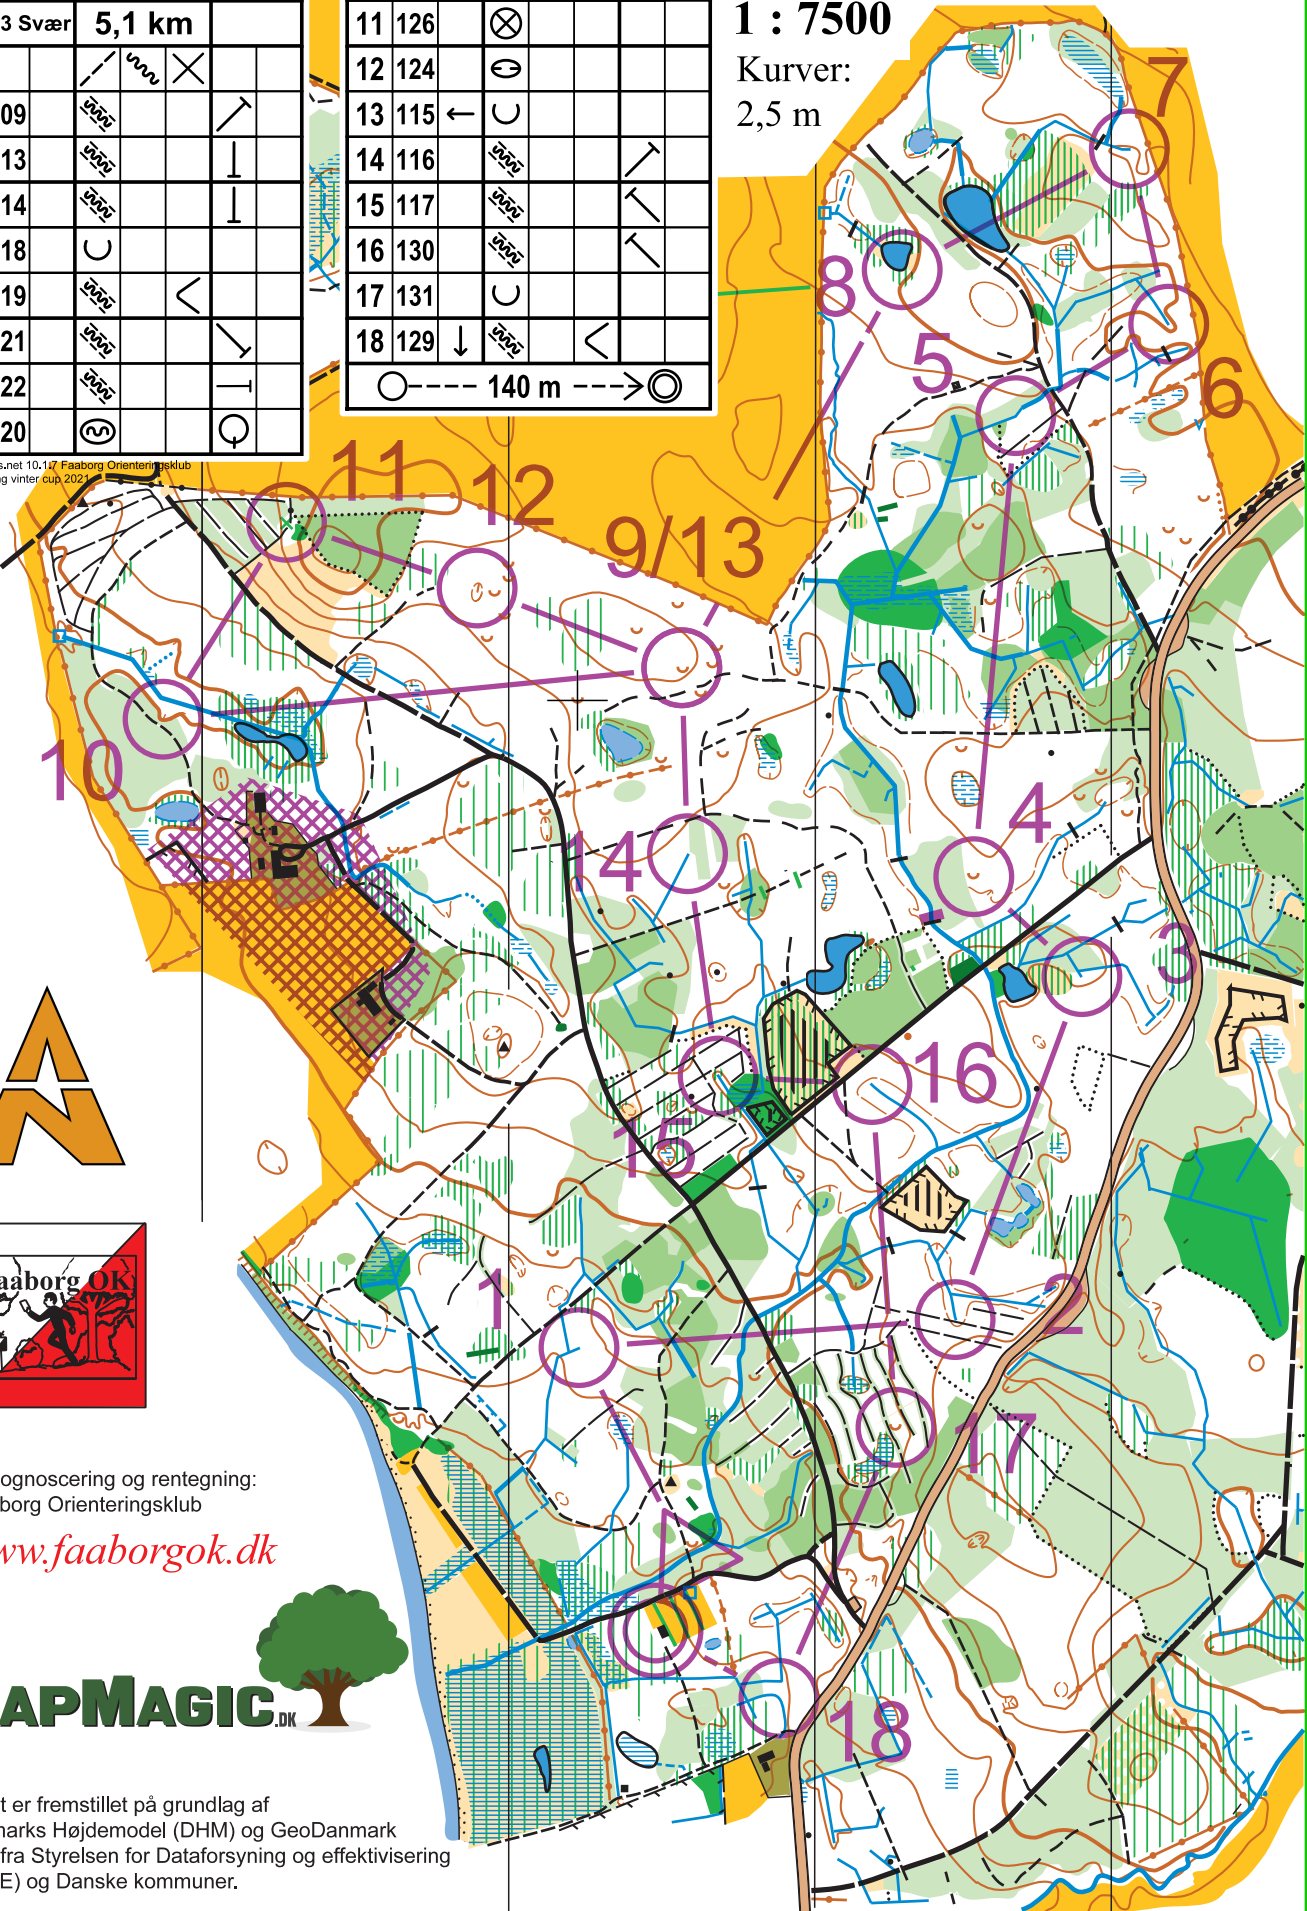 3 Svær 5,1 km
09
13
14
18
19
21
22
20
11 126
12 124
13 115
14 116
15 117
16 130
17 131
18 129
140 m
1 : 7500
Kurver:
2,5 m
s.net 10.1.7 Faaborg Orienteringsklub
ng vinter cup 2021
7
8
5
6
11
12
9/13
10
4
14
3
16
15
1
2
17
18
aaborg OK
ognoscering og rentegning:
borg Orienteringsklub
ww.faaborgok.dk
APMAGIC.DK
t er fremstillet på grundlag af
narks Højdemodel (DHM) og GeoDanmark
fra Styrelsen for Dataforsyning og effektivisering
E) og Danske kommuner.